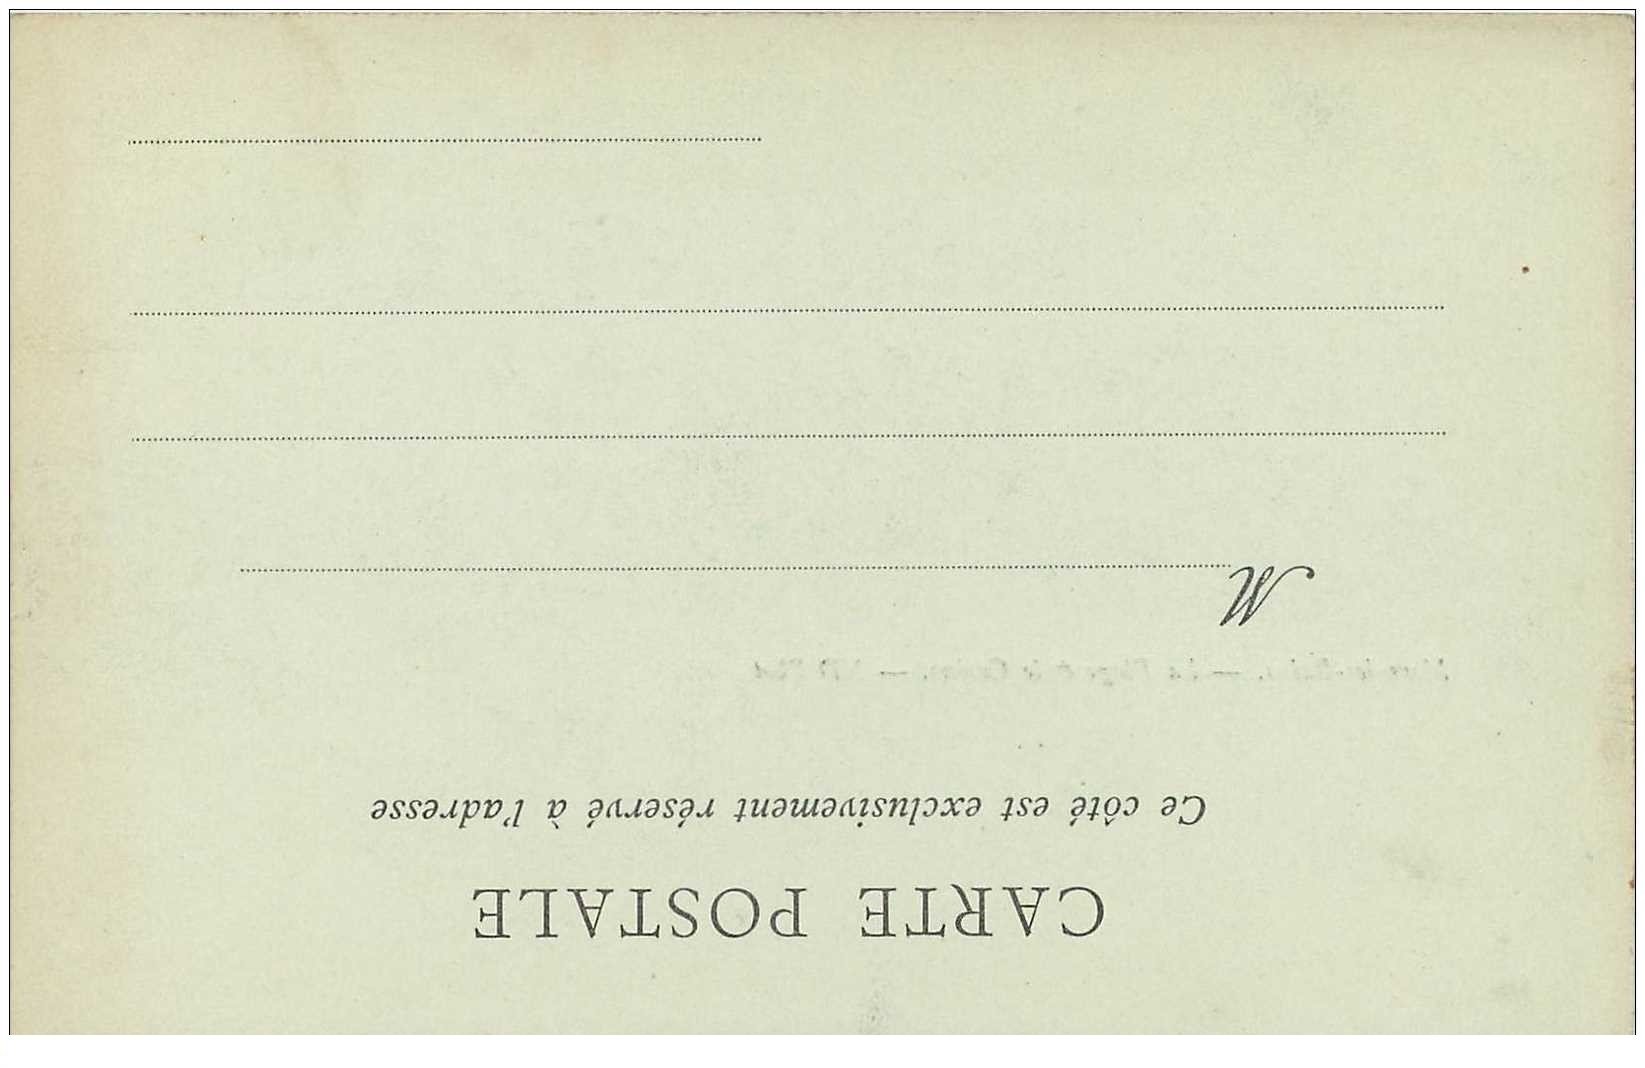 CARTE POSTALE
Ce côté est exclusivement réservé à l'adresse
M